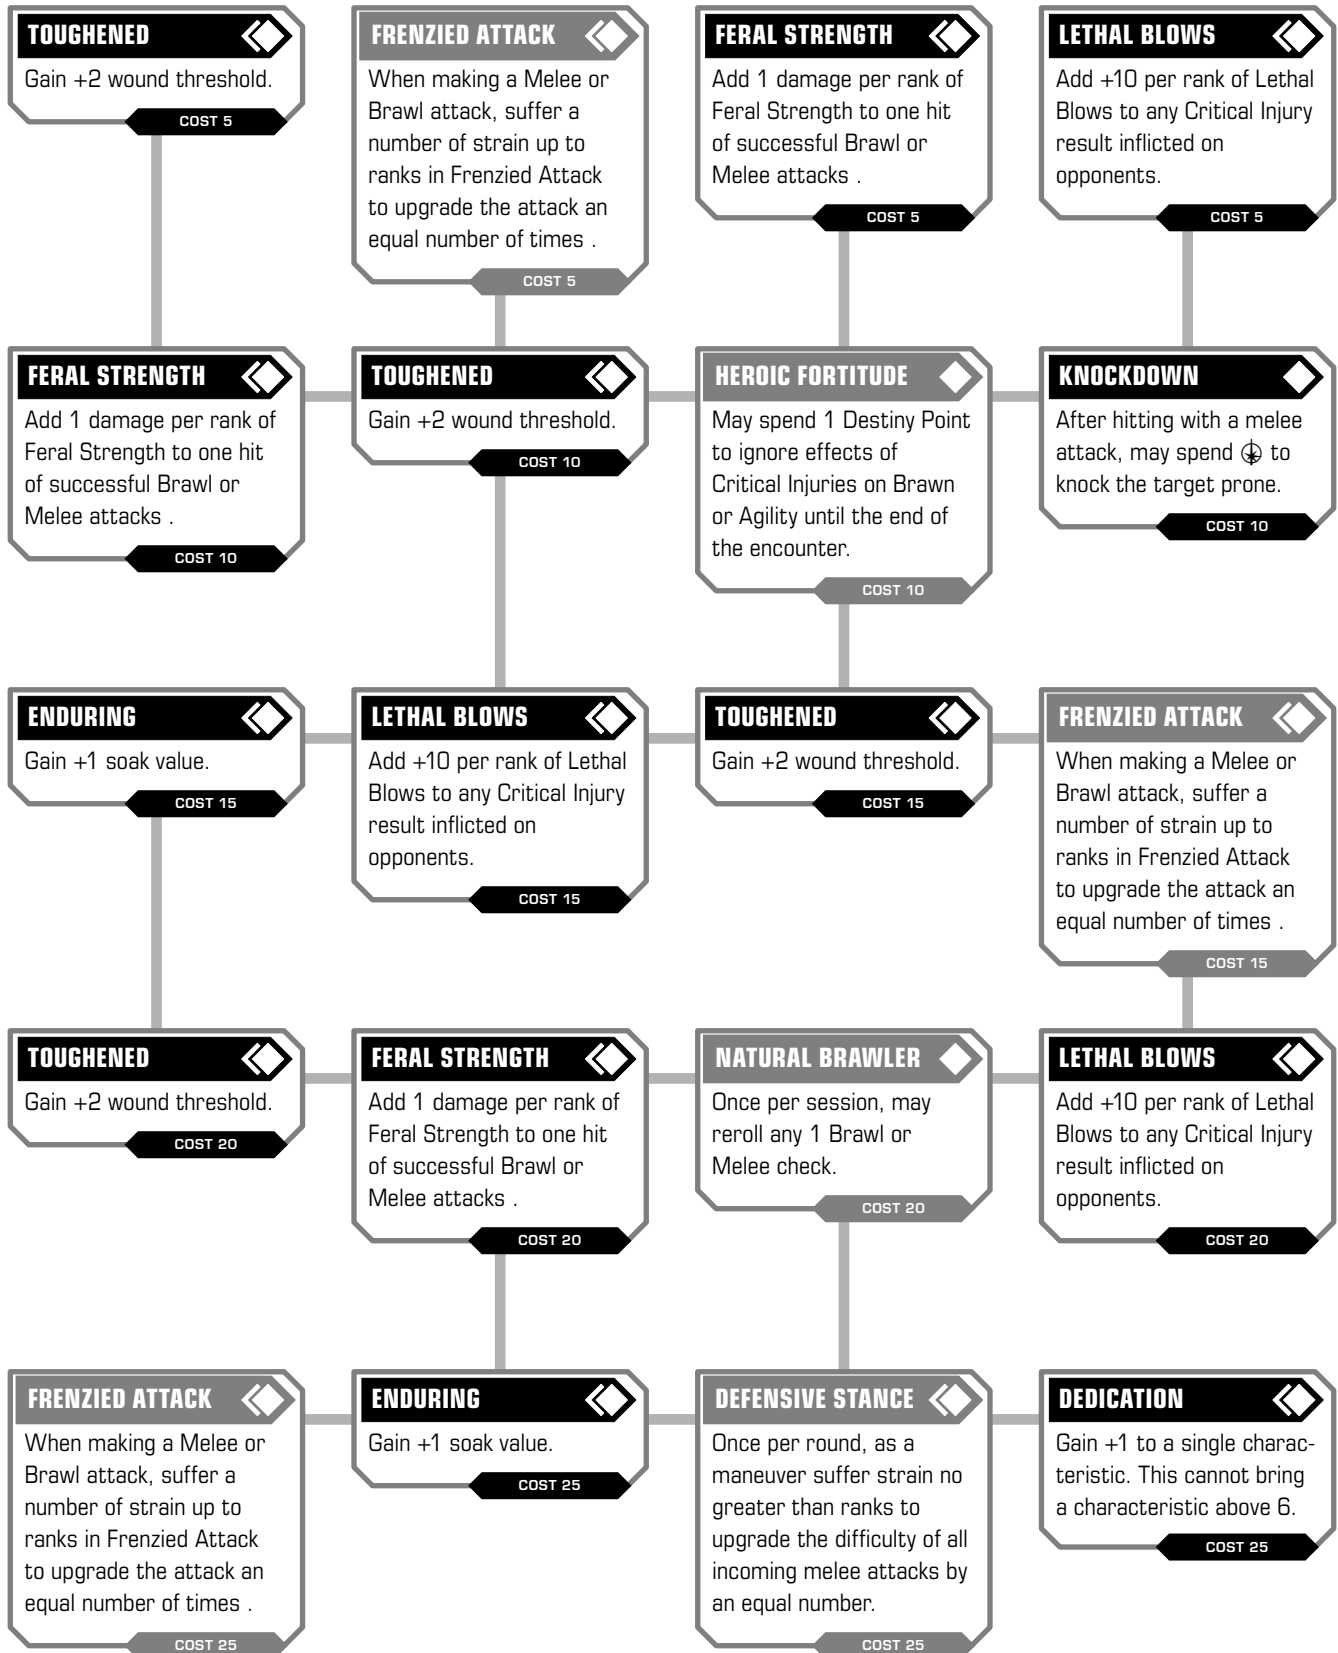 TOUGHENED
Gain +2 wound threshold.
COST 5
FRENZIED ATTACK
When making a Melee or
Brawl attack, suffer a
number of strain up to
ranks in Frenzied Attack
to upgrade the attack an
equal number of times .
COST 5
FERAL STRENGTH
Add 1 damage per rank of
Feral Strength to one hit
of successful Brawl or
Melee attacks .
COST 5
LETHAL BLOWS
Add +10 per rank of Lethal
Blows to any Critical Injury
result inflicted on
opponents.
COST 5
FERAL STRENGTH
Add 1 damage per rank of
Feral Strength to one hit
of successful Brawl or
Melee attacks .
COST 10
TOUGHENED
Gain +2 wound threshold.
COST 10
HEROIC FORTITUDE
May spend 1 Destiny Point
to ignore effects of
Critical Injuries on Brawn
or Agility until the end of
the encounter.
COST 10
KNOCKDOWN
After hitting with a melee
attack, may spend to
knock the target prone.
COST 10
ENDURING
Gain +1 soak value.
COST 15
LETHAL BLOWS
Add +10 per rank of Lethal
Blows to any Critical Injury
result inflicted on
opponents.
COST 15
TOUGHENED
Gain +2 wound threshold.
COST 15
FRENZIED ATTACK
When making a Melee or
Brawl attack, suffer a
number of strain up to
ranks in Frenzied Attack
to upgrade the attack an
equal number of times .
COST 15
TOUGHENED
Gain +2 wound threshold.
COST 20
FERAL STRENGTH
Add 1 damage per rank of
Feral Strength to one hit
of successful Brawl or
Melee attacks .
COST 20
NATURAL BRAWLER
Once per session, may
reroll any 1 Brawl or
Melee check.
COST 20
LETHAL BLOWS
Add +10 per rank of Lethal
Blows to any Critical Injury
result inflicted on
opponents.
COST 20
FRENZIED ATTACK
When making a Melee or
Brawl attack, suffer a
number of strain up to
ranks in Frenzied Attack
to upgrade the attack an
equal number of times .
COST 25
ENDURING
Gain +1 soak value.
COST 25
DEFENSIVE STANCE
Once per round, as a
maneuver suffer strain no
greater than ranks to
upgrade the difficulty of all
incoming melee attacks by
an equal number.
COST 25
DEDICATION
Gain +1 to a single charac-
teristic. This cannot bring
a characteristic above 6.
COST 25